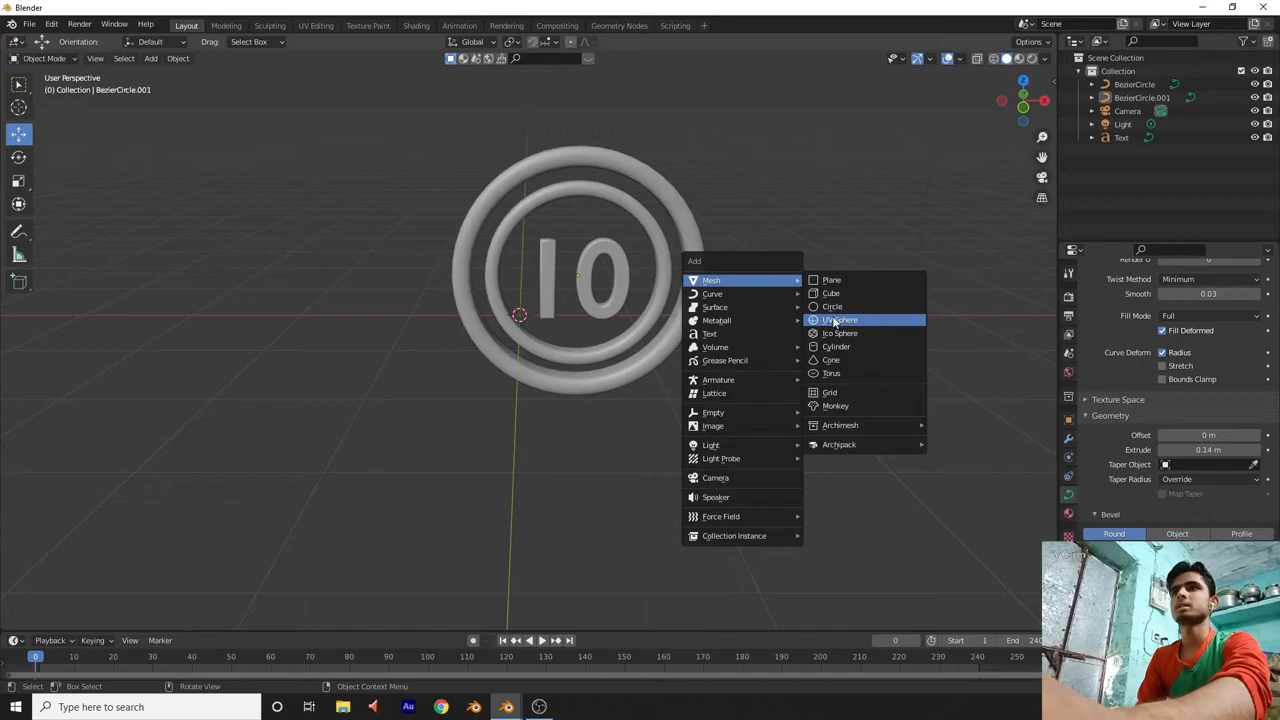 Blender
File Edit Render Window Help Layout Modeling Sculpting UV Editing Texture Paint Shading Animation Rendering Compositing Geometry Nodes Scripting + Scene View Layer
Orientation: Default Drag: Select Box Global Options
Object Mode View Select Add Object
User Perspective
(0) Collection | BezierCircle.001
Scene Collection
Collection
BezierCircle
BezierCircle.001
Camera
Light
Text
Z
X
10
Add
Mesh
Curve
Surface
Metaball
Text
Volume
Grease Pencil
Armature
Lattice
Empty
Image
Light
Light Probe
Camera
Speaker
Force Field
Collection Instance
Plane
Cube
Circle
UV Sphere
Ico Sphere
Cylinder
Cone
Torus
Grid
Monkey
Archimesh
Archipack
Twist Method Minimum
Smooth 0.03
Fill Mode Full
Fill Deformed
Curve Deform Radius
Stretch
Bounds Clamp
Texture Space
Geometry
Offset 0 m
Extrude 0.14 m
Taper Object
Taper Radius Override
Map Taper
Bevel
Round Object Profile
Playback Keying View Marker 0 Start 1 End 240
0 10 20 30 40 50 60 70 80 90 100 110 120 130 140 150 160 170 180 190 200 210 220 230 240 250
Select Box Select Rotate View Object Context Menu
Type here to search Au